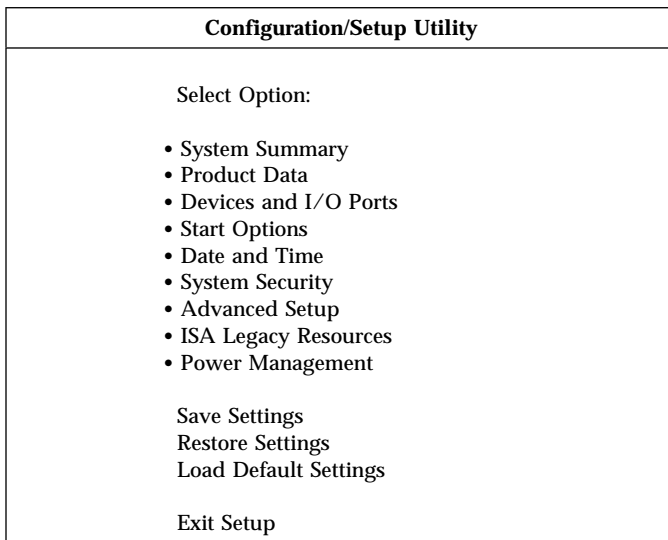 Configuration/Setup Utility
Select Option:
• System Summary
• Product Data
• Devices and I/O Ports
• Start Options
• Date and Time
• System Security
• Advanced Setup
• ISA Legacy Resources
• Power Management
Save Settings
Restore Settings
Load Default Settings
Exit Setup